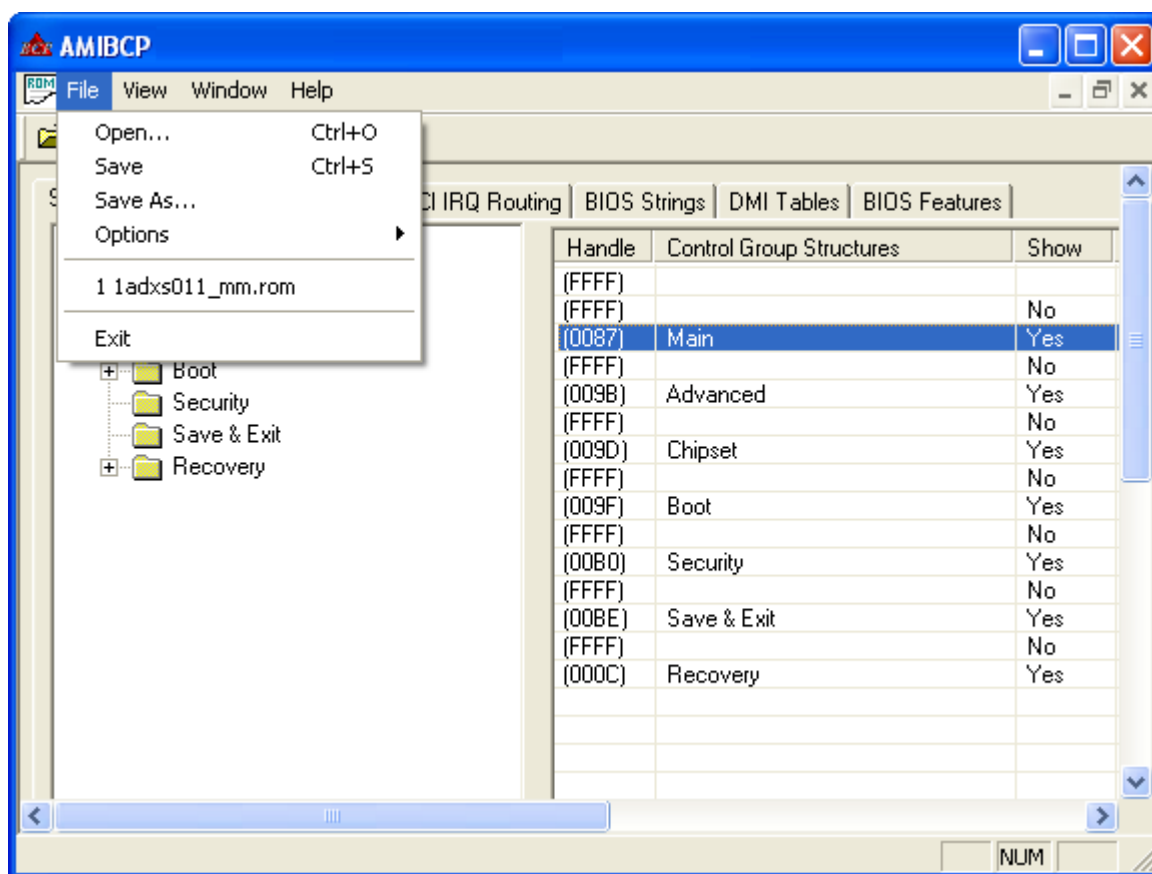 AMIBCP
File View Window Help
Open... Ctrl+O
Save Ctrl+S
Save As...
Options
1 1adxs011_mm.rom
Exit
CI IRQ Routing BIOS Strings DMI Tables BIOS Features
Boot
Security
Save & Exit
Recovery
Handle Control Group Structures Show
(FFFF)
(FFFF) No
(0087) Main Yes
(FFFF) No
(009B) Advanced Yes
(FFFF) No
(009D) Chipset Yes
(FFFF) No
(009F) Boot Yes
(FFFF) No
(00B0) Security Yes
(FFFF) No
(00BE) Save & Exit Yes
(FFFF) No
(000C) Recovery Yes
NUM